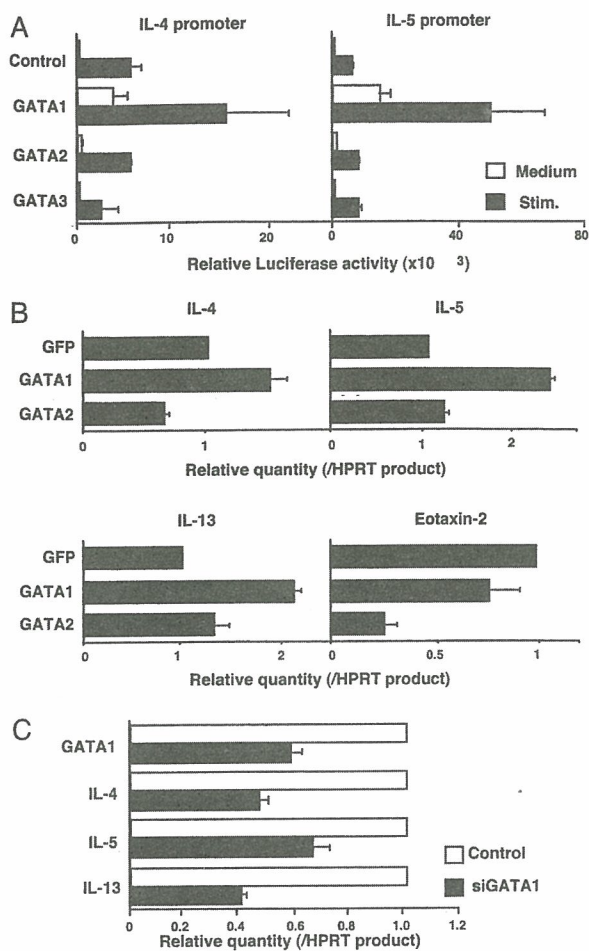 A
IL-4 promoter
IL-5 promoter
Control
GATA1
GATA2
GATA3
Medium
Stim.
0 10 20
0 40 80
Relative Luciferase activity (x10 3)
B
IL-4
IL-5
GFP
GATA1
GATA2
0 1
0 1 2
Relative quantity (/HPRT product)
IL-13
Eotaxin-2
GFP
GATA1
GATA2
0 1 2
0 0.5 1
Relative quantity (/HPRT product)
C
GATA1
IL-4
IL-5
IL-13
Control
siGATA1
0 0.2 0.4 0.6 0.8 1.0 1.2
Relative quantity (/HPRT product)